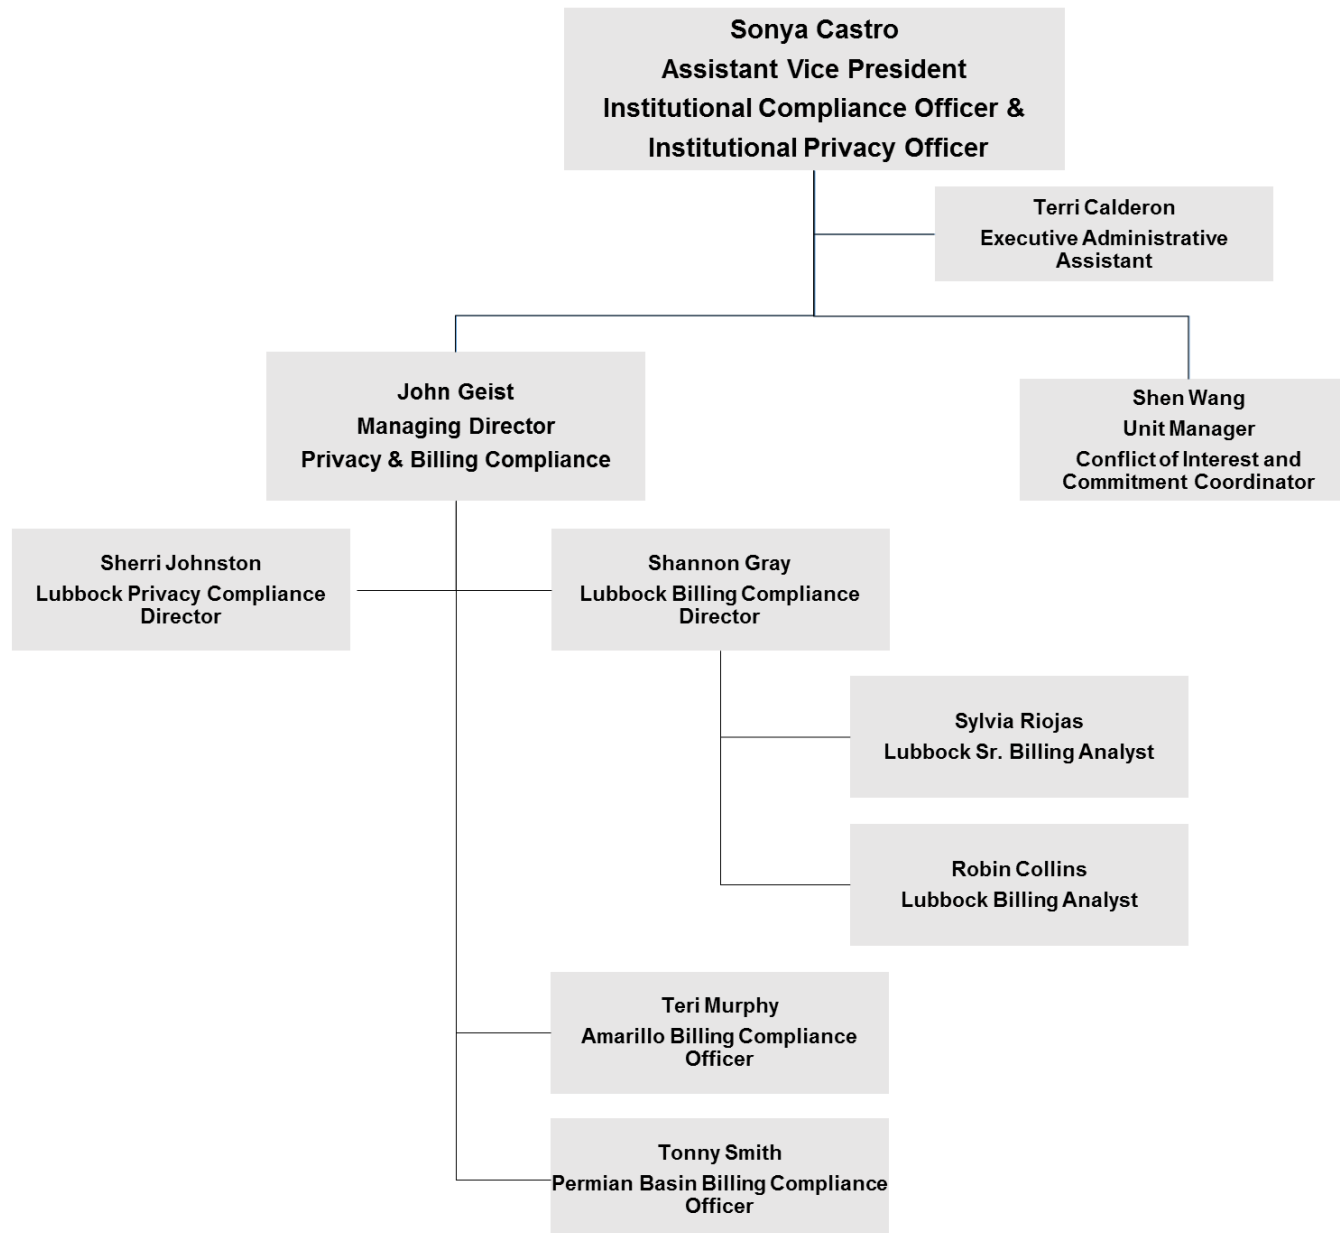 Sonya Castro
Assistant Vice President
Institutional Compliance Officer &
Institutional Privacy Officer
Terri Calderon
Executive Administrative
Assistant
John Geist
Managing Director
Privacy & Billing Compliance
Shen Wang
Unit Manager
Conflict of Interest and
Commitment Coordinator
Sherri Johnston
Lubbock Privacy Compliance
Director
Shannon Gray
Lubbock Billing Compliance
Director
Sylvia Riojas
Lubbock Sr. Billing Analyst
Robin Collins
Lubbock Billing Analyst
Teri Murphy
Amarillo Billing Compliance
Officer
Tonny Smith
Permian Basin Billing Compliance
Officer